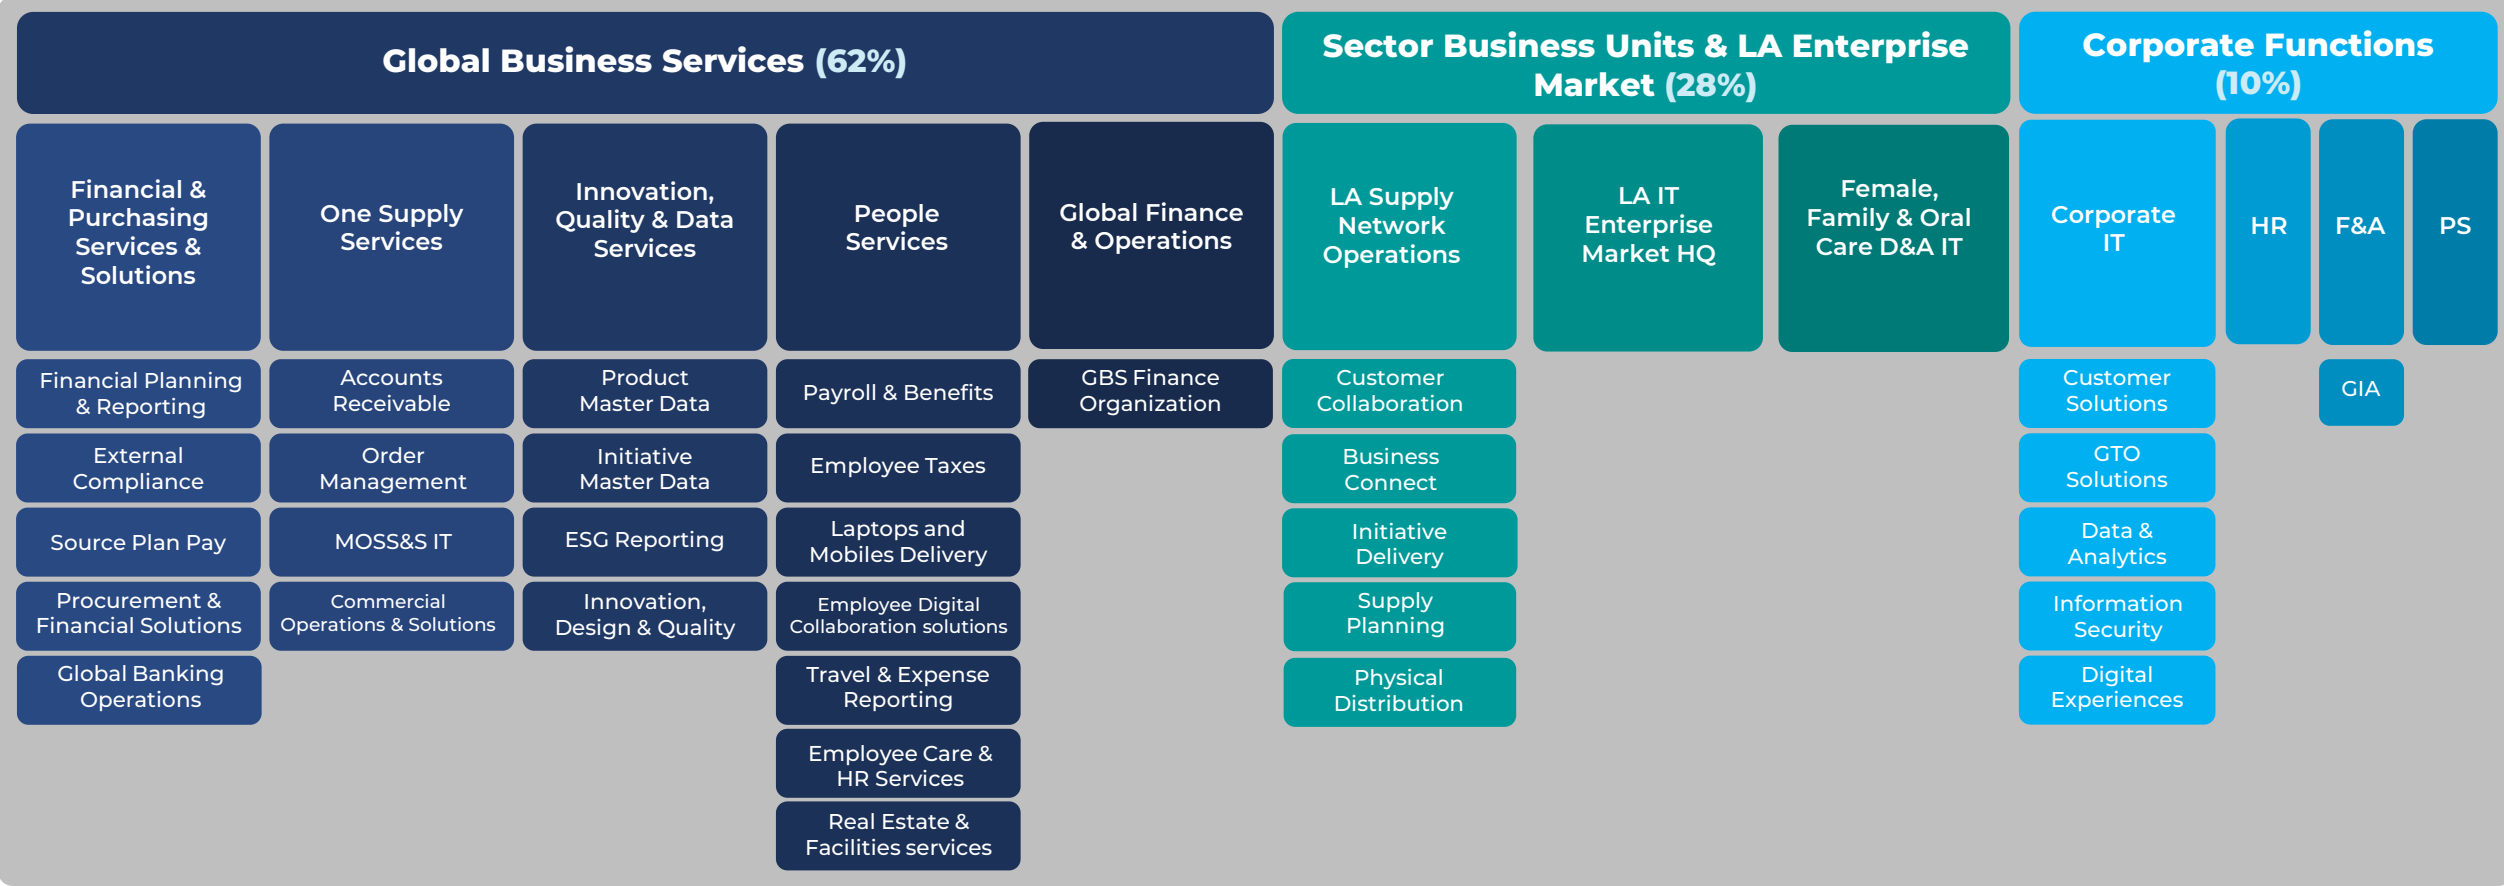 Global Business Services (62%)
Sector Business Units & LA Enterprise
Market (28%)
Corporate Functions
(10%)
Financial &
Purchasing
Services &
Solutions
One Supply
Services
Innovation,
Quality & Data
Services
People
Services
Global Finance
& Operations
LA Supply
Network
Operations
LA IT
Enterprise
Market HQ
Female,
Family & Oral
Care D&A IT
Corporate
IT
HR
F&A
PS
Financial Planning
& Reporting
External
Compliance
Source Plan Pay
Procurement &
Financial Solutions
Global Banking
Operations
Accounts
Receivable
Order
Management
MOSS&S IT
Commercial
Operations & Solutions
Product
Master Data
Initiative
Master Data
ESG Reporting
Innovation,
Design & Quality
Payroll & Benefits
Employee Taxes
Laptops and
Mobiles Delivery
Employee Digital
Collaboration solutions
Travel & Expense
Reporting
Employee Care &
HR Services
Real Estate &
Facilities services
GBS Finance
Organization
Customer
Collaboration
Business
Connect
Initiative
Delivery
Supply
Planning
Physical
Distribution
Customer
Solutions
GTO
Solutions
Data &
Analytics
Information
Security
Digital
Experiences
GIA